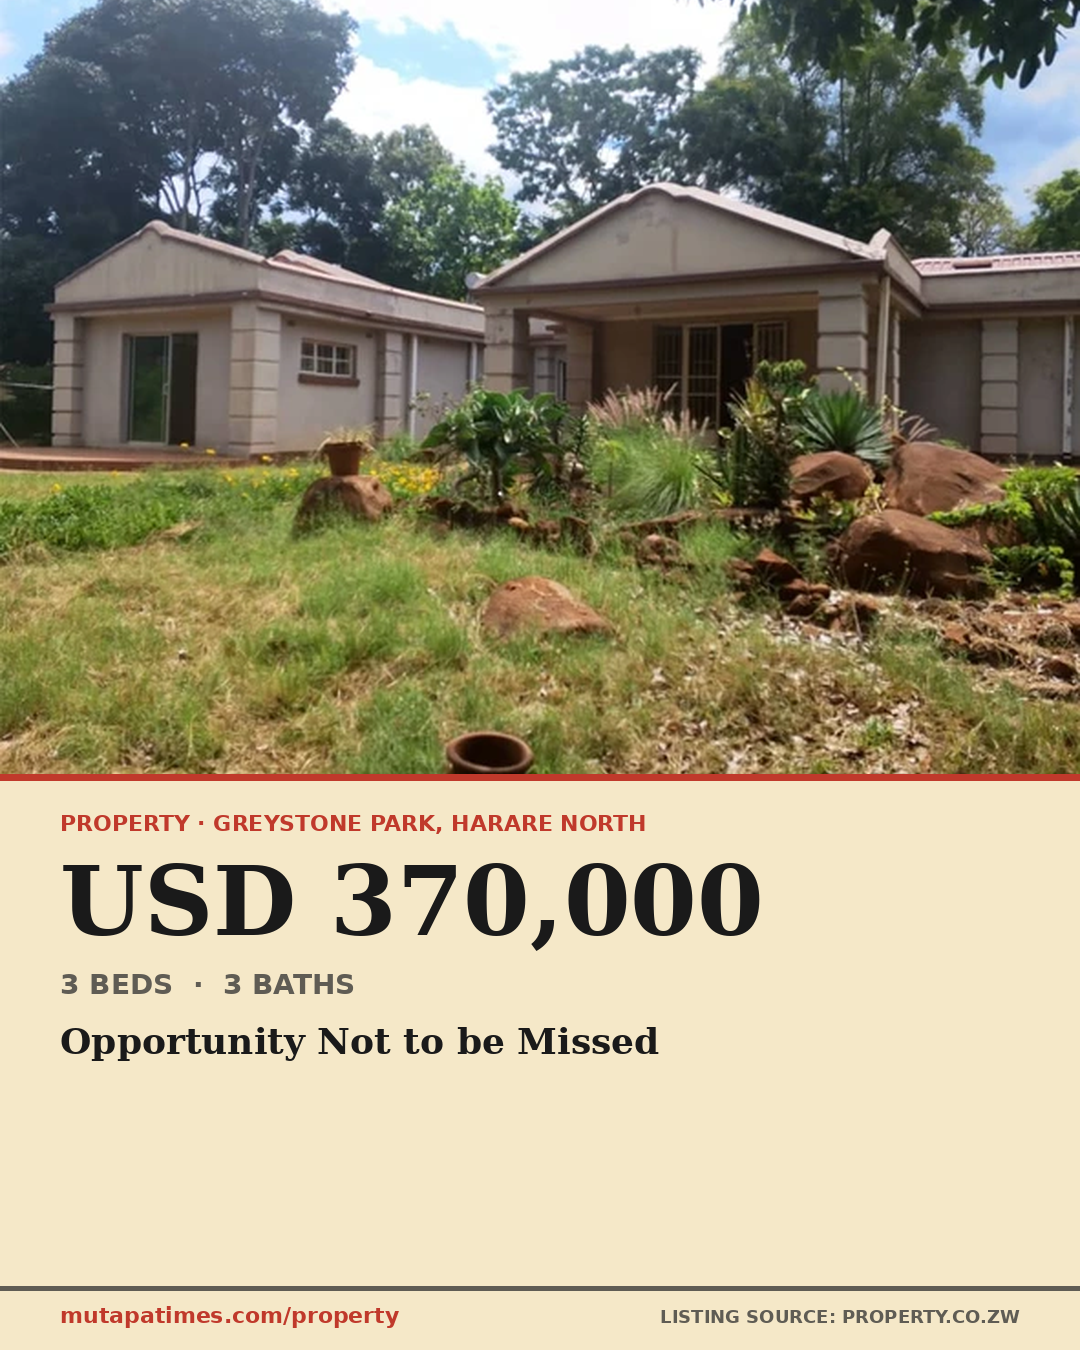 PROPERTY · GREYSTONE PARK, HARARE NORTH
USD 370,000
3 BEDS · 3 BATHS
Opportunity Not to be Missed
mutapatimes.com/property
LISTING SOURCE: PROPERTY.CO.ZW